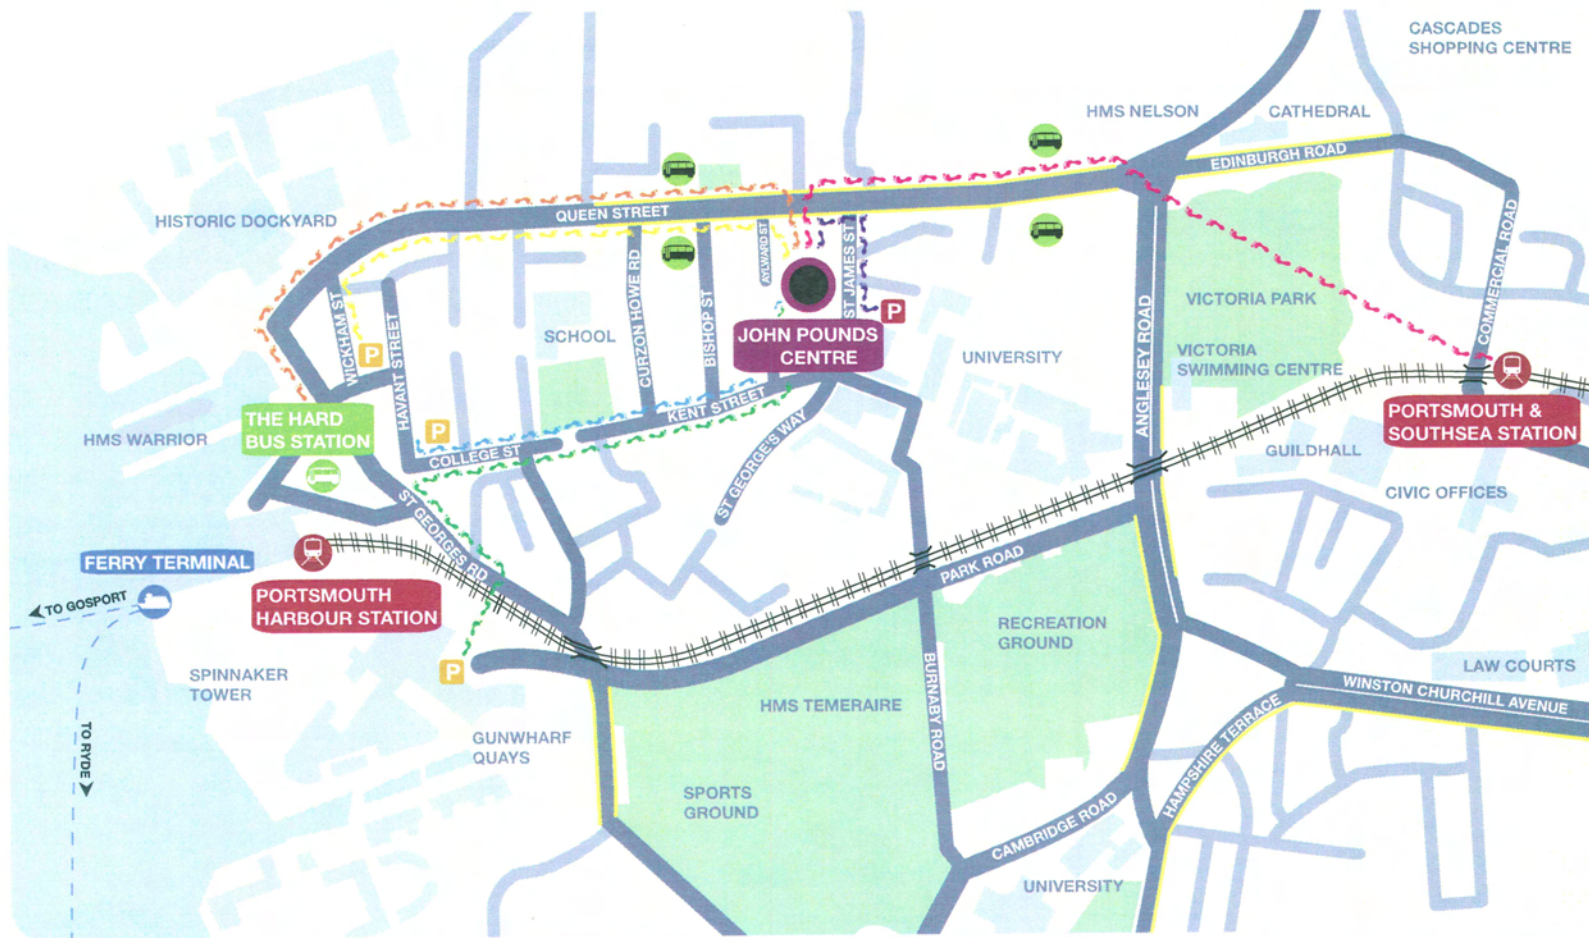 CASCADES
SHOPPING CENTRE
HMS NELSON
CATHEDRAL
EDINBURGH ROAD
HISTORIC DOCKYARD
QUEEN STREET
COMMERCIAL ROAD
AYLWARD ST
ST JAMES ST
CURZON HOWE RD
BISHOP ST
WICKHAM ST
HAVANT STREET
ANGLESEY ROAD
VICTORIA PARK
P
JOHN POUNDS
CENTRE
SCHOOL
UNIVERSITY
VICTORIA
SWIMMING CENTRE
P
KENT STREET
PORTSMOUTH &
SOUTHSEA STATION
THE HARD
BUS STATION
HMS WARRIOR
P
COLLEGE ST
ST GEORGE'S WAY
GUILDHALL
CIVIC OFFICES
ST GEORGES RD
FERRY TERMINAL
PARK ROAD
TO GOSPORT
PORTSMOUTH
HARBOUR STATION
RECREATION
GROUND
P
SPINNAKER
TOWER
BURNABY ROAD
HMS TEMERAIRE
LAW COURTS
WINSTON CHURCHILL AVENUE
HAMPSHIRE TERRACE
TO RYDE
GUNWHARF
QUAYS
SPORTS
GROUND
CAMBRIDGE ROAD
UNIVERSITY